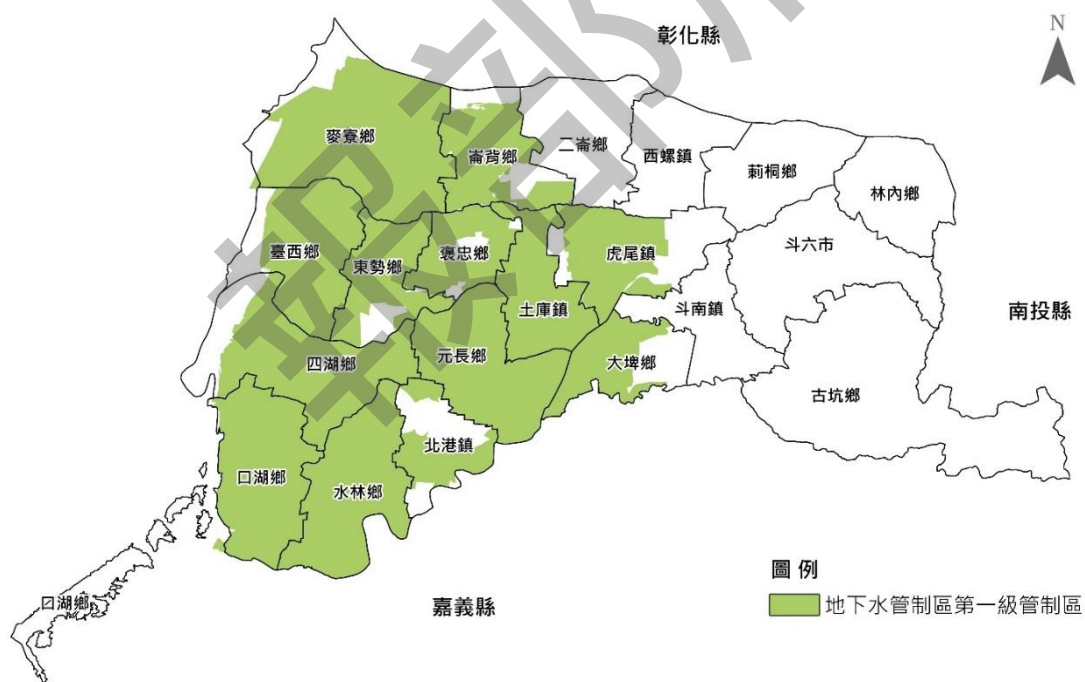 彰化縣
N
麥寮鄉
崙背鄉
二崙鄉
西螺鎮
莿桐鄉
林內鄉
臺西鄉
東勢鄉
褒忠鄉
虎尾鎮
斗六市
土庫鎮
斗南鎮
南投縣
四湖鄉
元長鄉
大埤鄉
古坑鄉
北港鎮
口湖鄉
水林鄉
圖例
口湖鄉
嘉義縣
地下水管制區第一級管制區